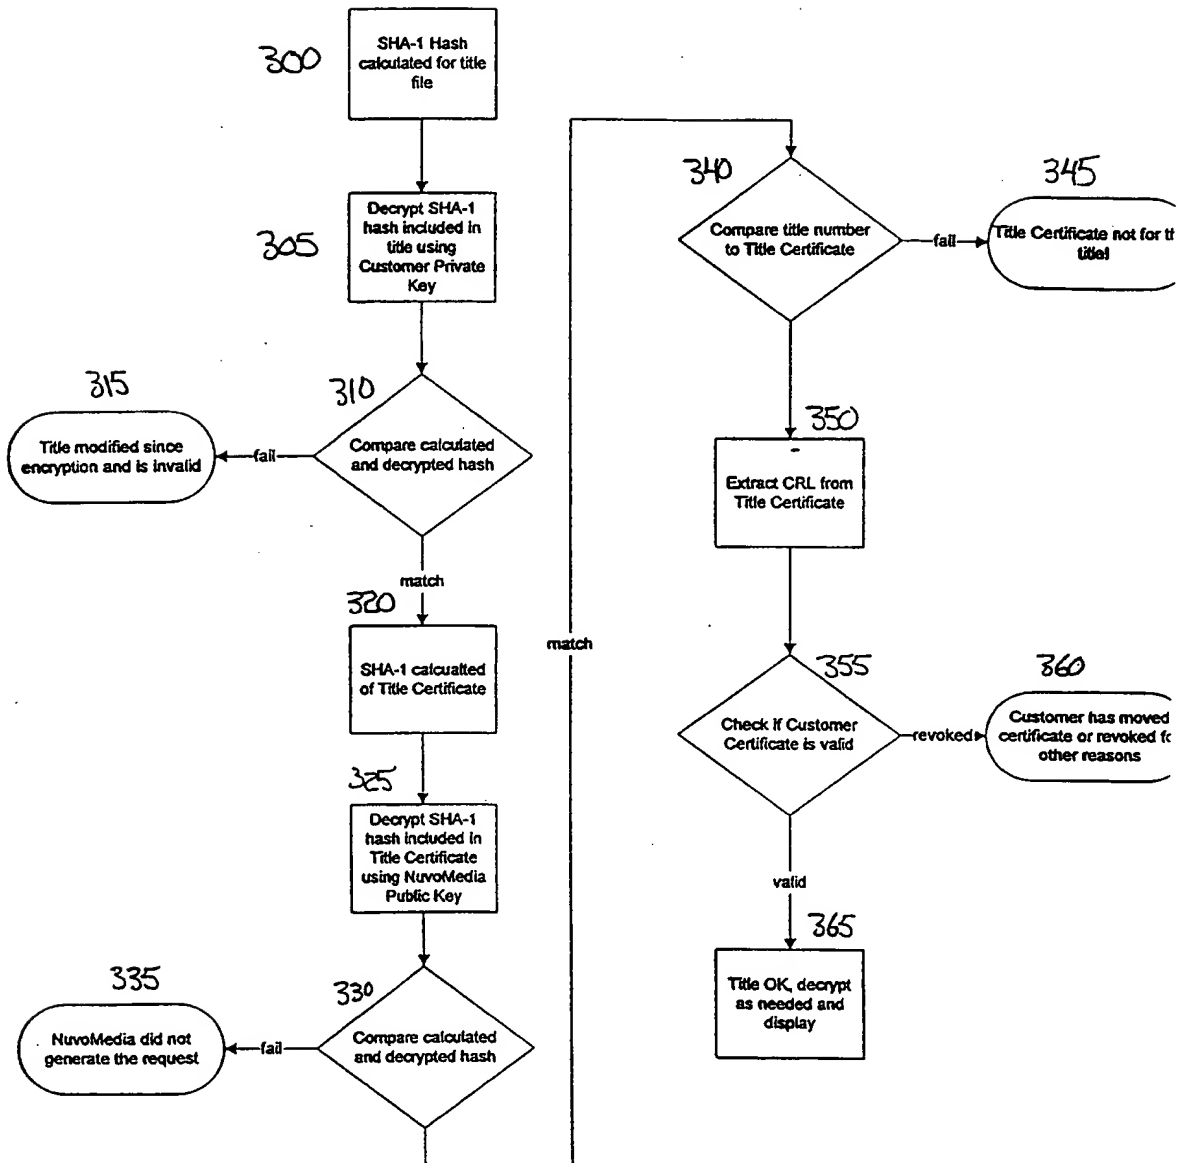 300
SHA-1 Hash
calculated for title
file
305
Decrypt SHA-1
hash included in
title using
Customer Private
Key
310
Compare calculated
and decrypted hash
fail
315
Title modified since
encryption and is invalid
match
320
SHA-1 calcuatted
of Title Certificate
325
Decrypt SHA-1
hash included in
Title Certificate
using NuvoMedia
Public Key
330
Compare calculated
and decrypted hash
fail
335
NuvoMedia did not
generate the request
match
340
Compare title number
to Title Certificate
fail
345
Title Certificate not for th
title!
350
Extract CRL from
Title Certificate
355
Check if Customer
Certificate is valid
revoked
360
Customer has moved
certificate or revoked fo
other reasons
valid
365
Title OK, decrypt
as needed and
display